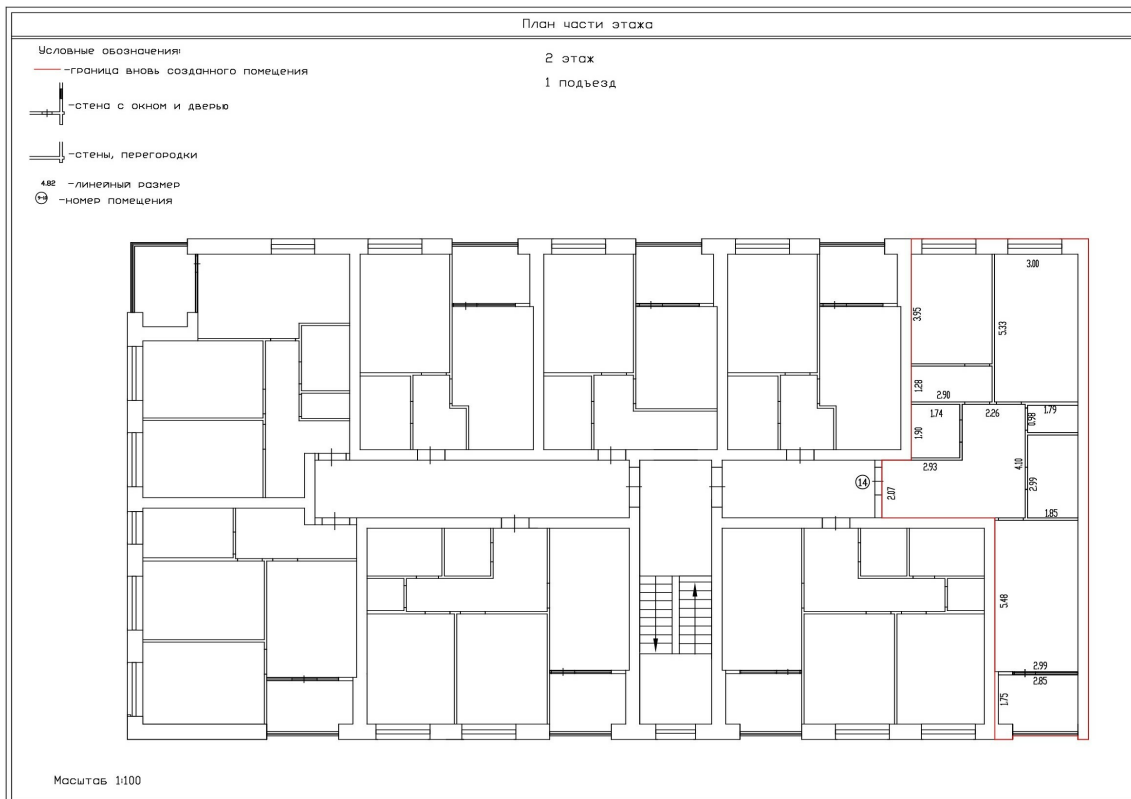 План части этажа
Условные обозначения:
-граница вновь созданного помещения
-стена с окном и дверью
-стены, перегородки
4.82 -линейный размер
-номер помещения
2 этаж
1 подъезд
3.00
3.95
5.33
1.28
2.90
1.74
2.26
1.79
0.98
1.90
2.93
4.10
2.99
14
2.07
1.85
5.48
2.99
2.85
1.75
Масштаб 1:100